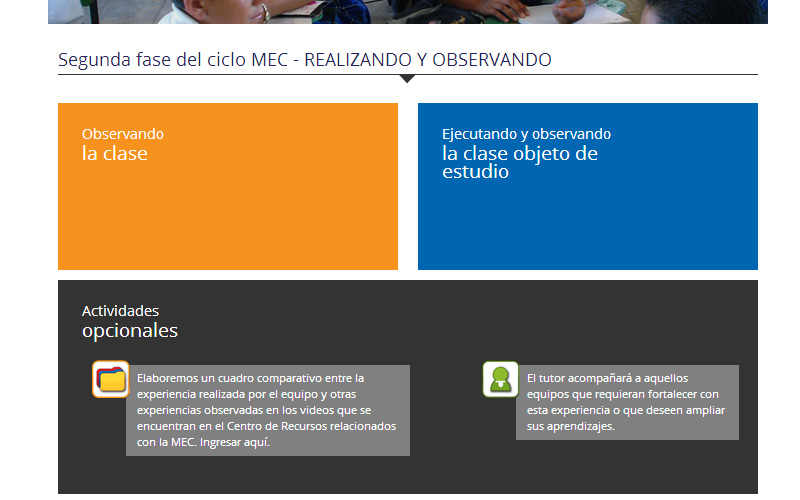 Segunda fase del ciclo MEC - REALIZANDO Y OBSERVANDO
Observando
la clase
Ejecutando y observando
la clase objeto de
estudio
Actividades
opcionales
Elaboremos un cuadro comparativo entre la
experiencia realizada por el equipo y otras
experiencias observadas en los videos que se
encuentran en el Centro de Recursos relacionados
con la MEC. Ingresar aquí.
El tutor acompañará a aquellos
equipos que requieran fortalecer con
esta experiencia o que deseen ampliar
sus aprendizajes.